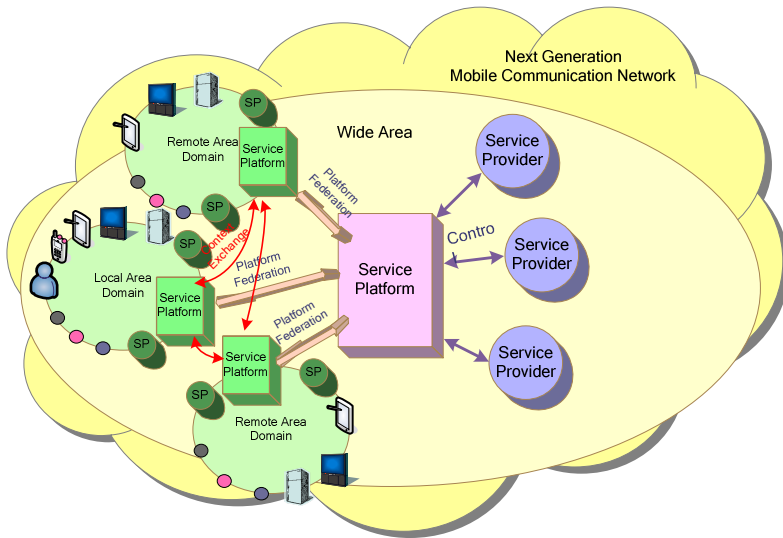 Next Generation
Mobile Communication Network
Wide Area
SP
Remote Area
Domain
Service
Platform
SP
Platform
Federation
Service
Provider
SP
Context
Exchange
Local Area
Domain
Service
Platform
Platform
Federation
Service
Platform
Contro
l
Service
Provider
SP
Service
Platform
Platform
Federation
Service
Provider
SP
SP
Remote Area
Domain